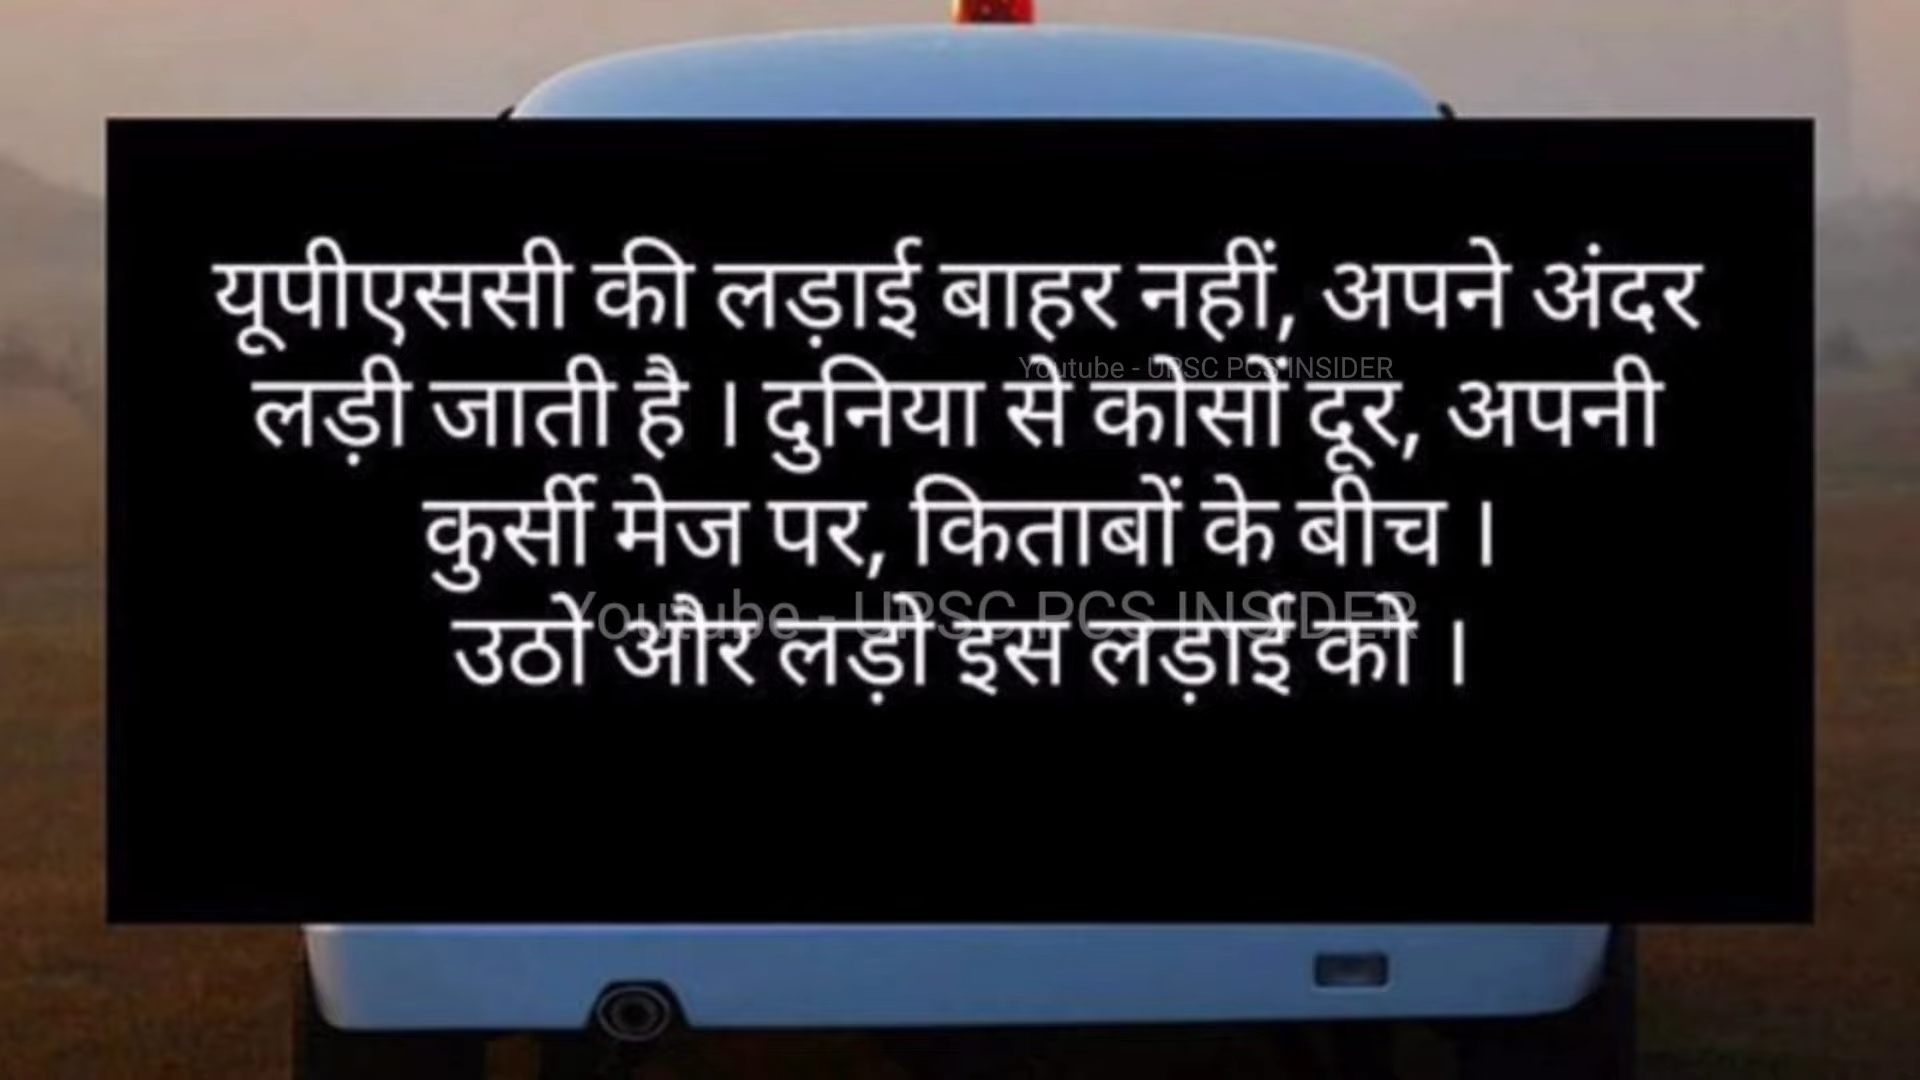 यूपीएससी की लड़ाई बाहर नहीं, अपने अंदर
Youtube - UPSC PCS INSIDER
लड़ी जाती है । दुनिया से कोसों दूर, अपनी
कुर्सी मेज पर, किताबों के बीच ।
Youtube - UPSC PCS INSIDER
उठो और लड़ो इस लड़ाई को ।